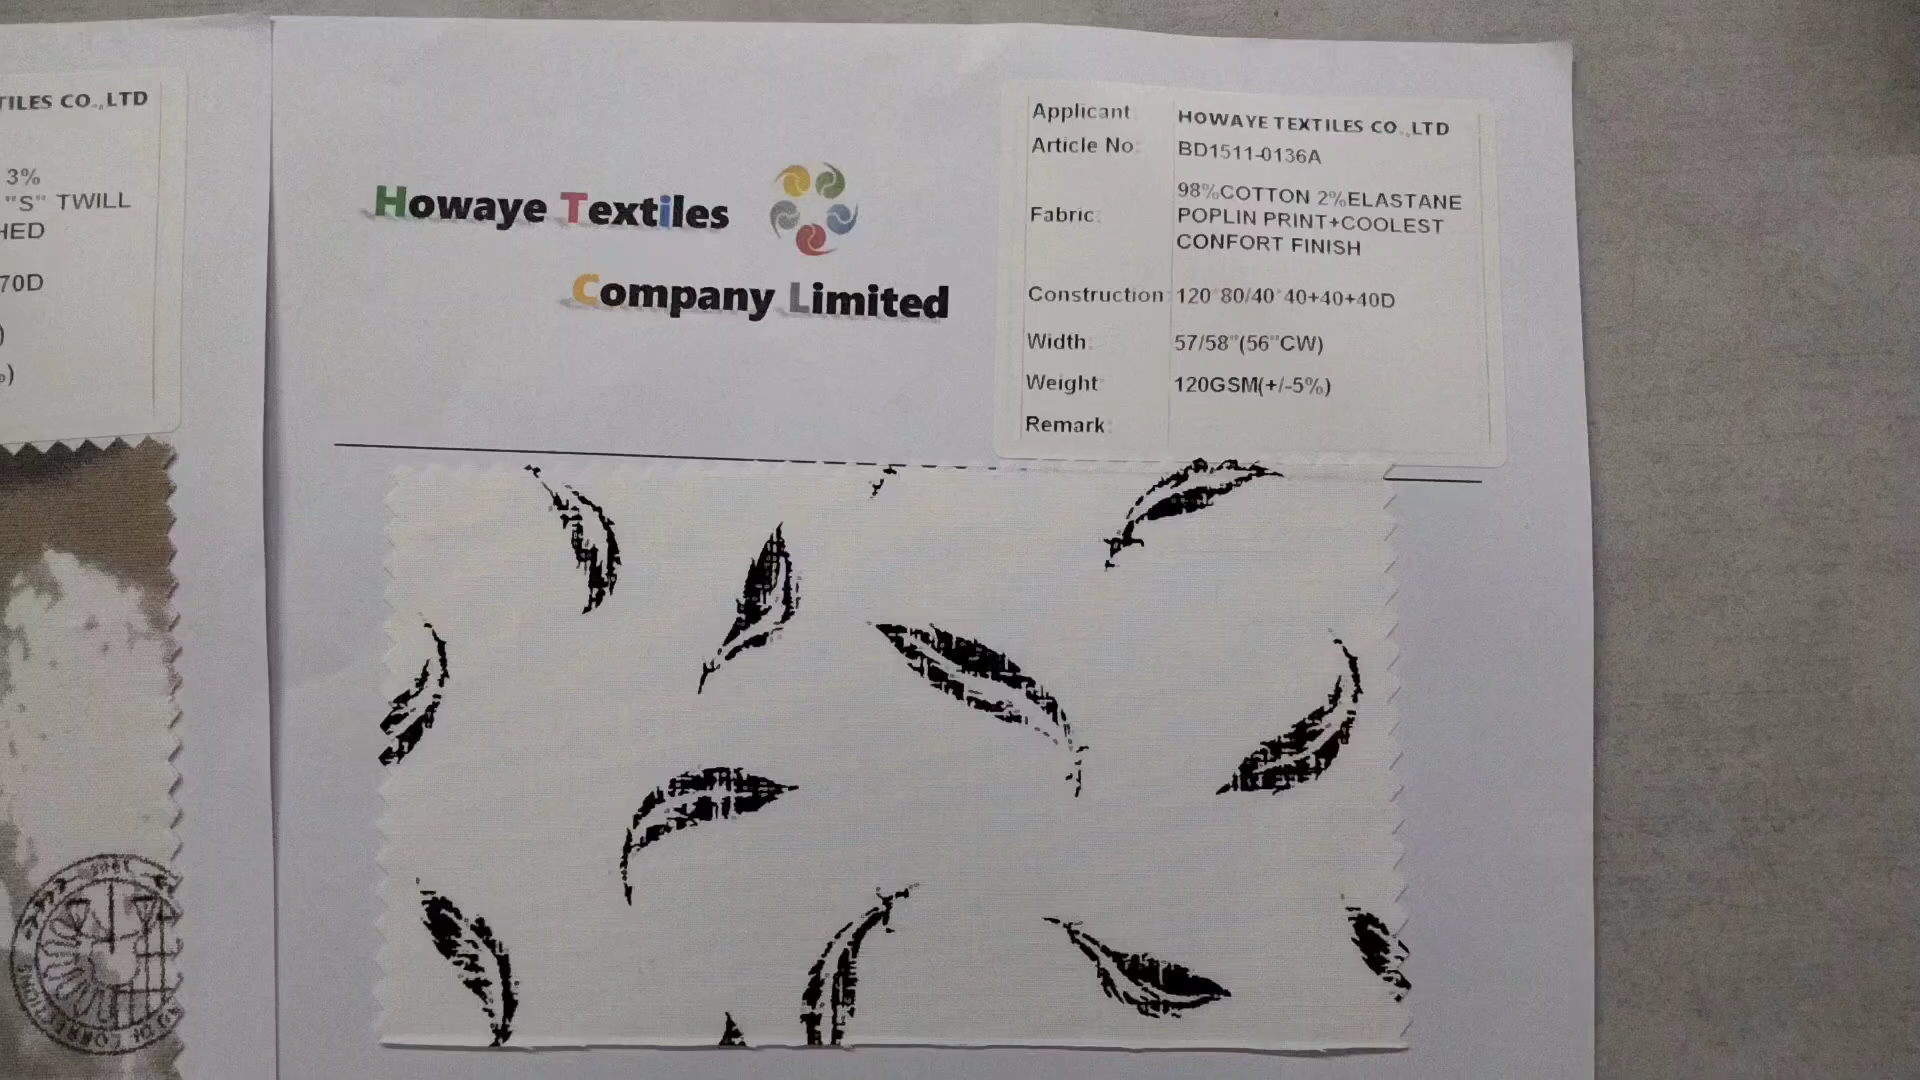 TILES CO.,LTD
3%
"S" TWILL
HED
70D
)
%)
Howaye Textiles
Company Limited
Applicant: HOWAYE TEXTILES CO.,LTD
Article No: BD1511-0136A
Fabric: 98%COTTON 2%ELASTANE
POPLIN PRINT+COOLEST
CONFORT FINISH
Construction: 120*80/40*40+40+40D
Width: 57/58"(56"CW)
Weight: 120GSM(+/-5%)
Remark: